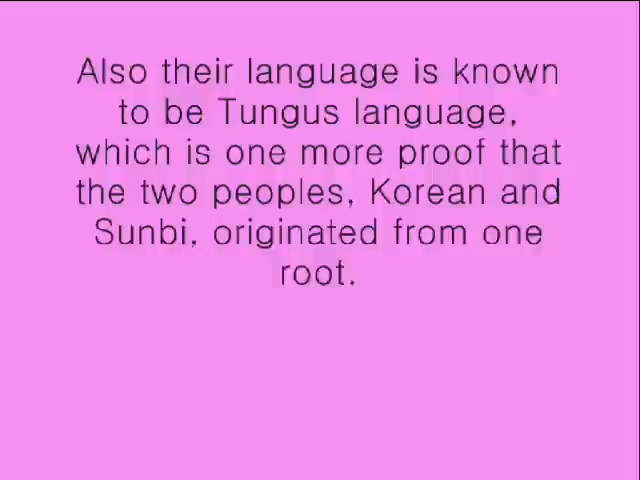 Also their language is known
to be Tungus language,
which is one more proof that
the two peoples, Korean and
Sunbi, originated from one
root.